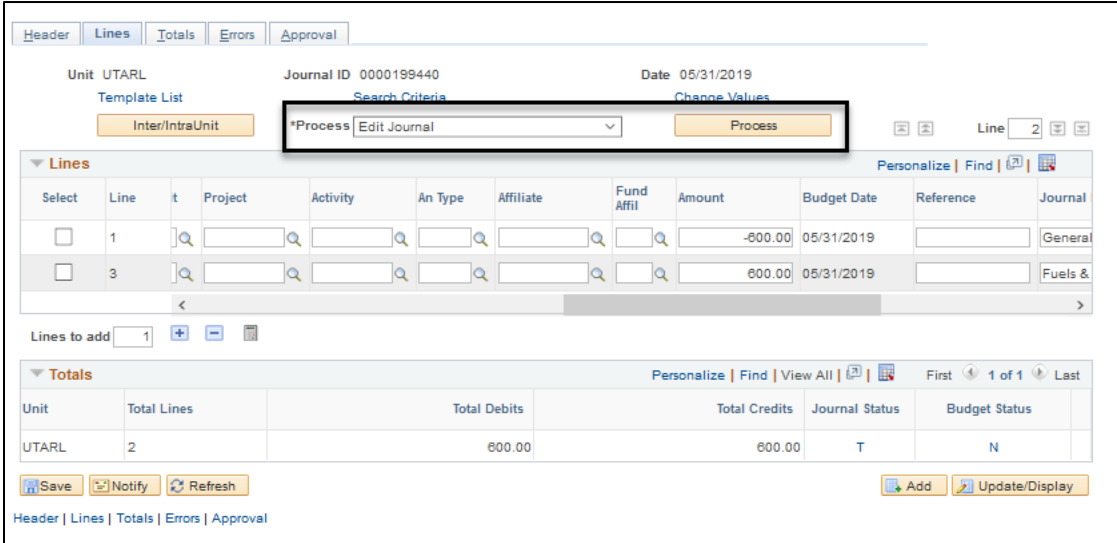 Header Lines Totals Errors Approval
Unit UTARL Journal ID 0000199440 Date 05/31/2019
Template List Search Criteria Change Values
Inter/IntraUnit *Process Edit Journal Process Line 2
Lines Personalize | Find |
Select Line t Project Activity An Type Affiliate Fund Affil Amount Budget Date Reference Journal
1 -600.00 05/31/2019 General
3 600.00 05/31/2019 Fuels &
Lines to add 1
Totals Personalize | Find | View All | First 1 of 1 Last
Unit Total Lines Total Debits Total Credits Journal Status Budget Status
UTARL 2 600.00 600.00 T N
Save Notify Refresh Add Update/Display
Header | Lines | Totals | Errors | Approval